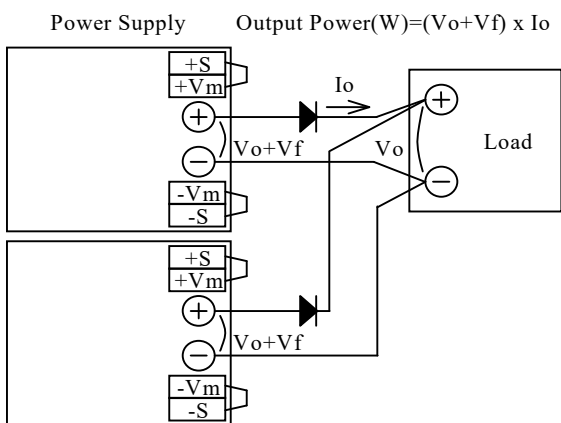 Power Supply Output Power(W)=(Vo+Vf) x Io
+S
+Vm
Io
+
+
Vo+Vf
Vo
Load
−
−
-Vm
-S
+S
+Vm
+
Vo+Vf
−
-Vm
-S